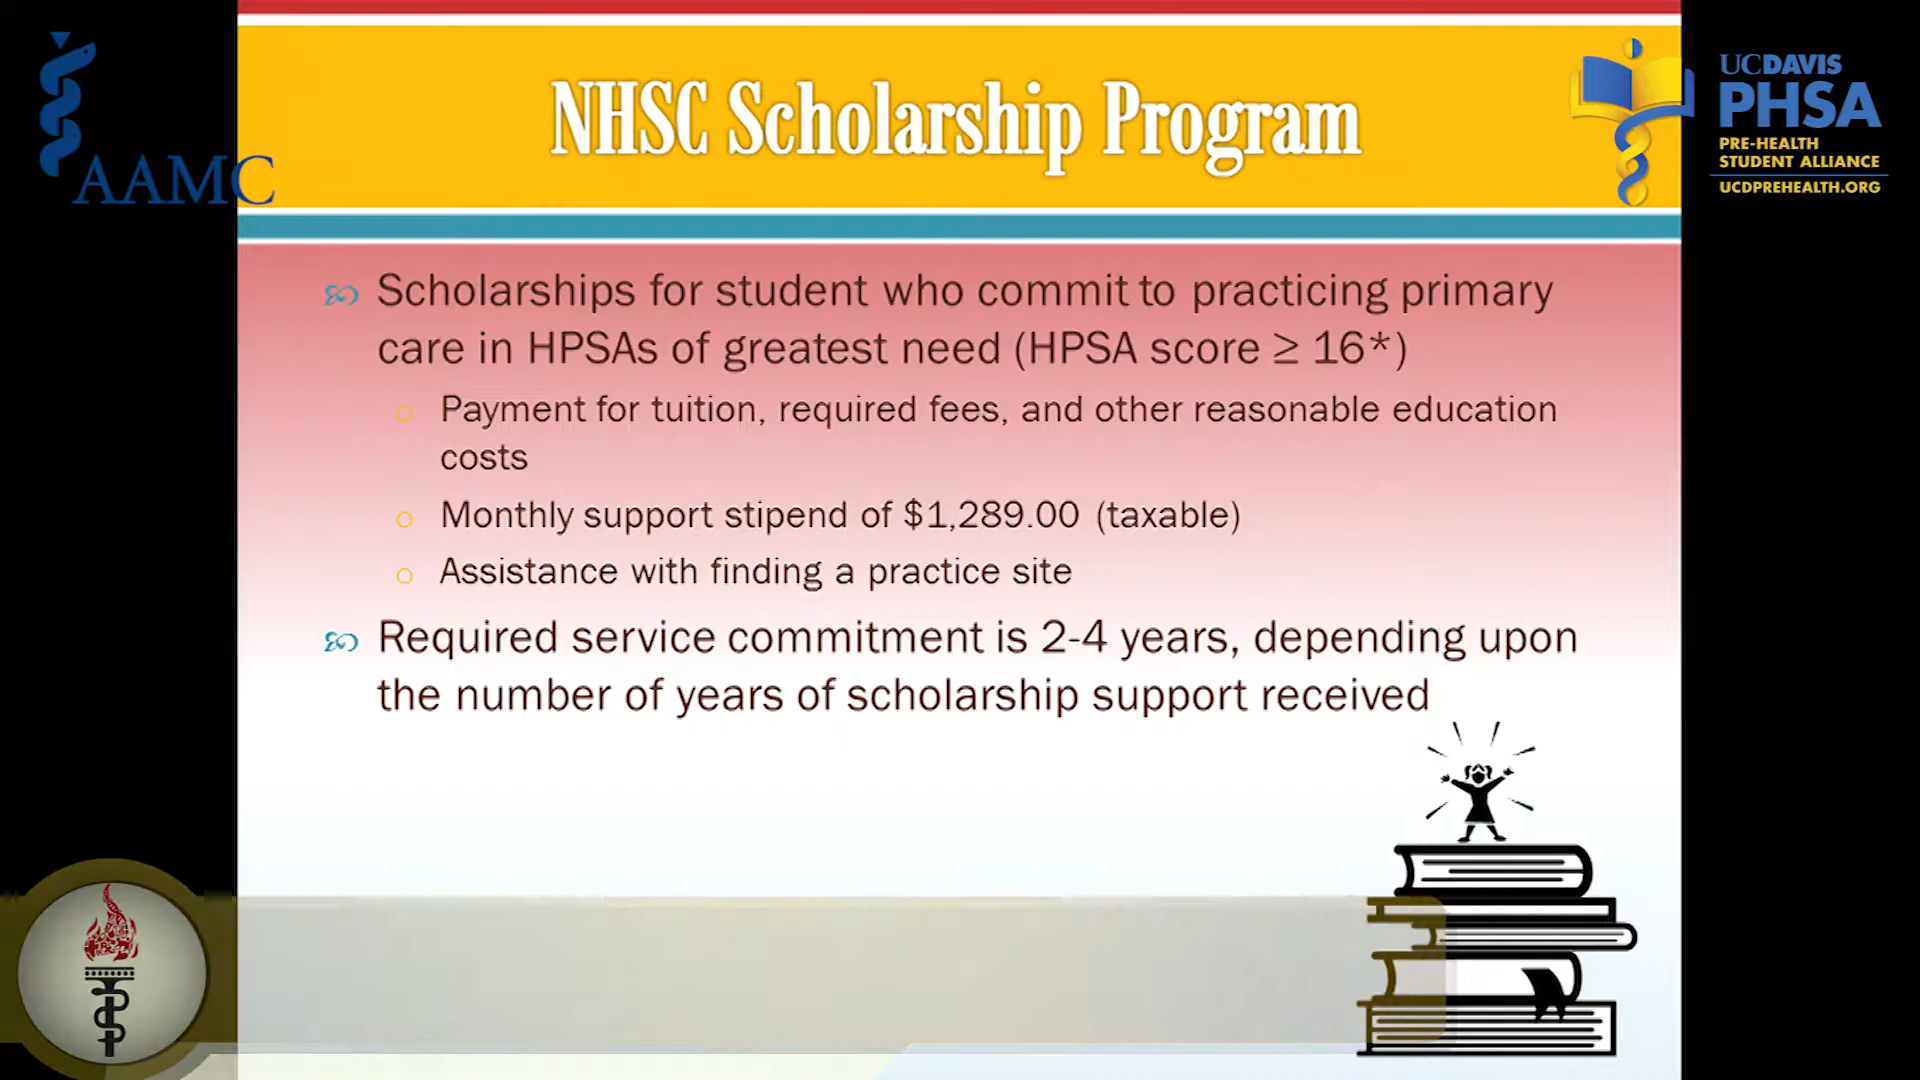 NHSC Scholarship Program
AAMC
UCDAVIS
PHSA
PRE-HEALTH
STUDENT ALLIANCE
UCDPREHEALTH.ORG
Scholarships for student who commit to practicing primary
care in HPSAs of greatest need (HPSA score ≥ 16*)
Payment for tuition, required fees, and other reasonable education
costs
Monthly support stipend of $1,289.00 (taxable)
Assistance with finding a practice site
Required service commitment is 2-4 years, depending upon
the number of years of scholarship support received